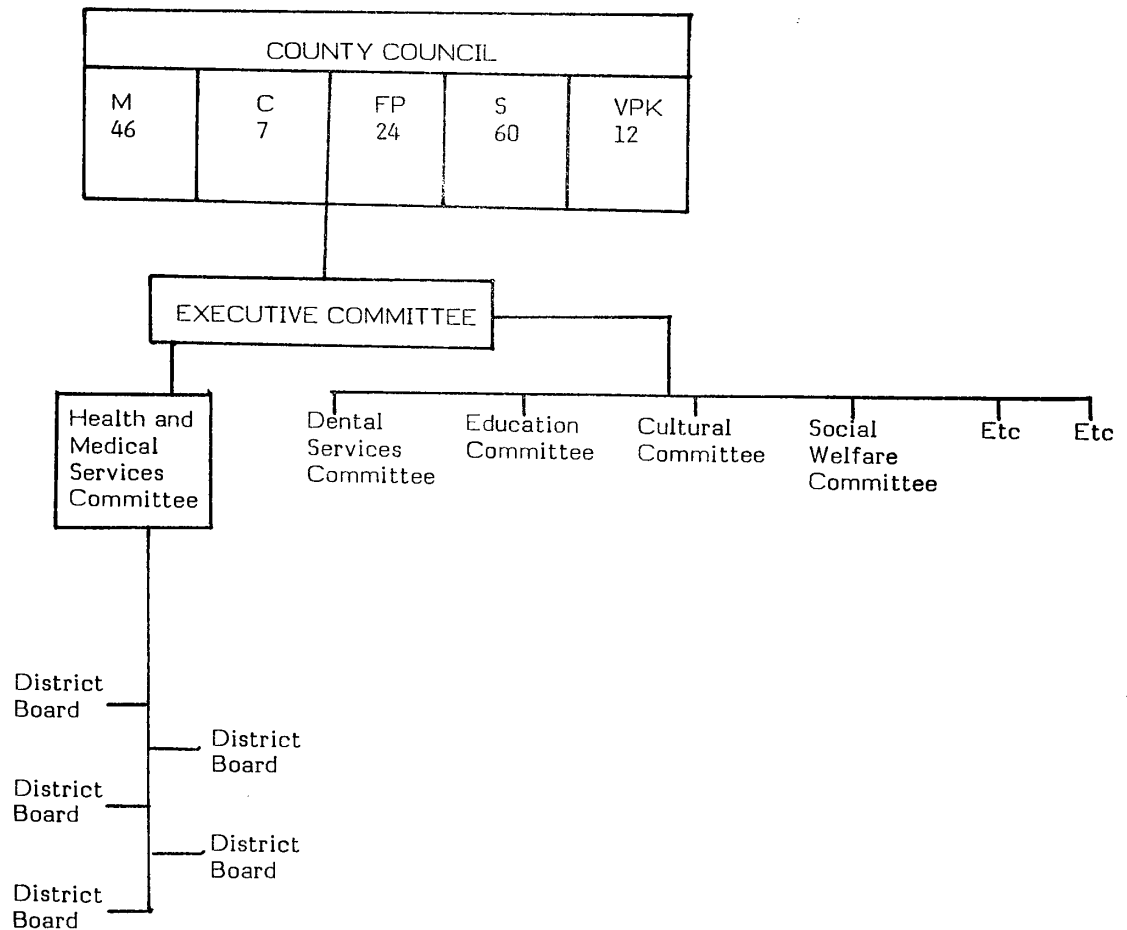 COUNTY COUNCIL
M C FP S VPK
46 7 24 60 12
EXECUTIVE COMMITTEE
Health and
Medical
Services
Committee
Dental
Services
Committee
Education
Committee
Cultural
Committee
Social
Welfare
Committee
Etc
Etc
District
Board
District
Board
District
Board
District
Board
District
Board